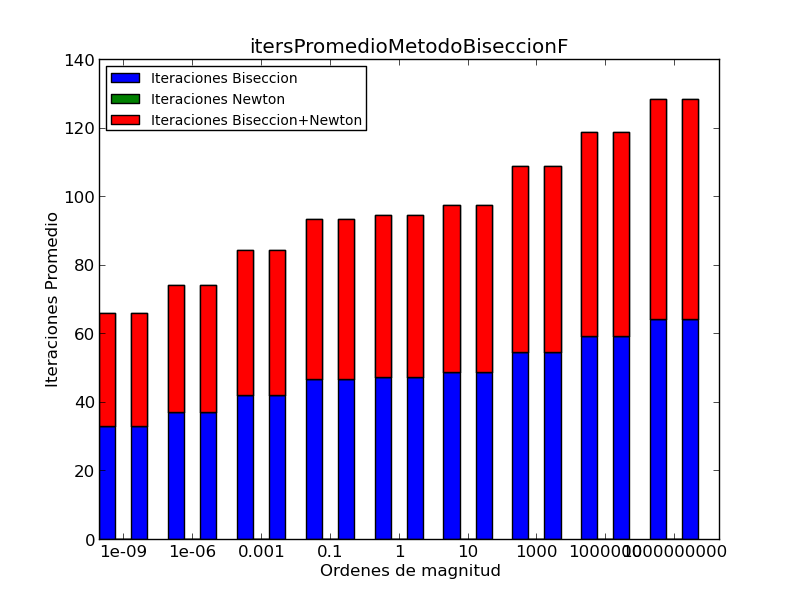 itersPromedioMetodoBiseccionF
Iteraciones Biseccion
Iteraciones Newton
Iteraciones Biseccion+Newton
140
120
100
80
60
40
20
0
Iteraciones Promedio
1e-09 1e-06 0.001 0.1 1 10 1000 1000000 1000000000
Ordenes de magnitud